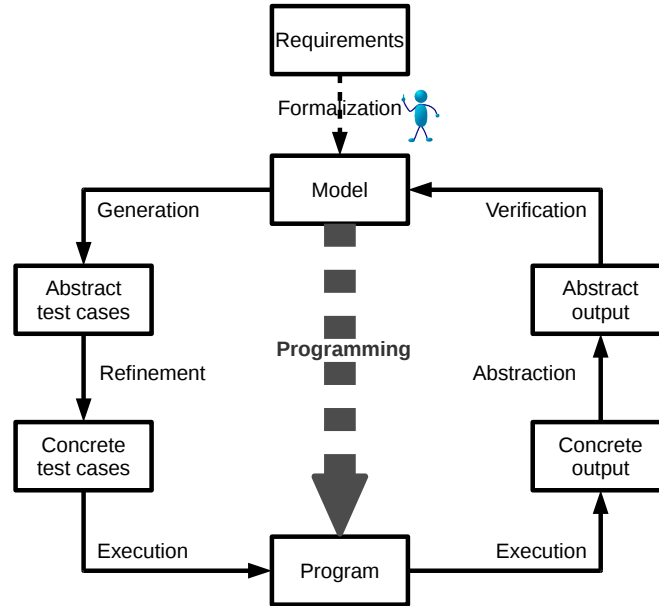 Requirements
Formalization
Model
Generation
Verification
Abstract
test cases
Abstract
output
Programming
Refinement
Abstraction
Concrete
test cases
Concrete
output
Execution
Execution
Program